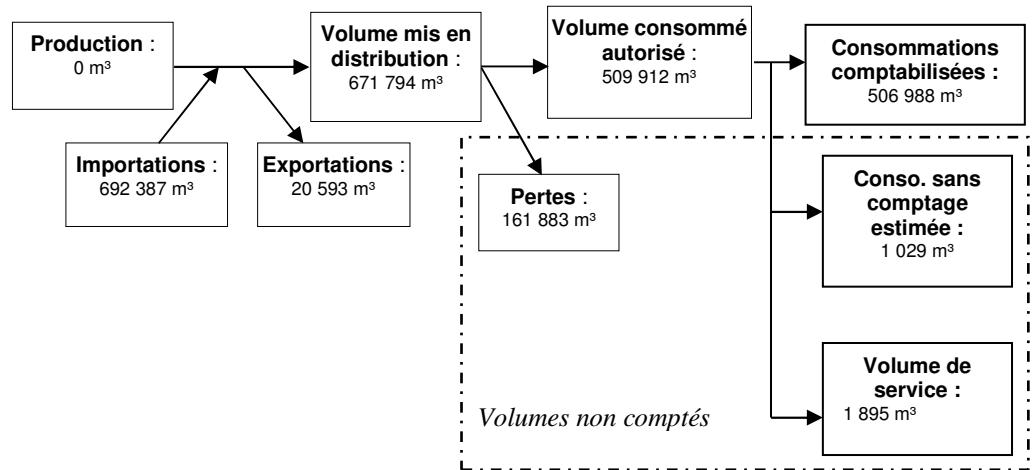 Production :
0 m³
Volume mis en
distribution :
671 794 m³
Volume consommé
autorisé :
509 912 m³
Consommations
comptabilisées :
506 988 m³
Importations :
692 387 m³
Exportations :
20 593 m³
Pertes :
161 883 m³
Conso. sans
comptage
estimée :
1 029 m³
Volume de
service :
1 895 m³
Volumes non comptés